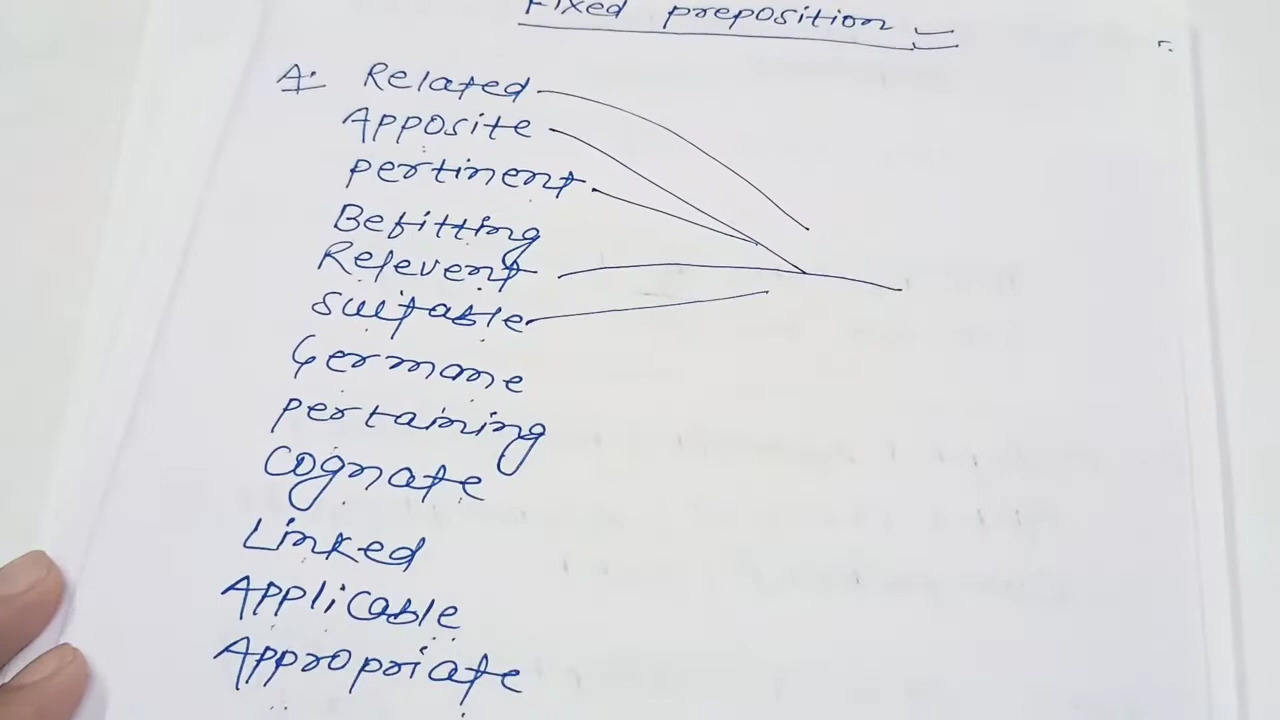 Fixed preposition
A. Related
Apposite
pertinent
Befitting
Relevent
suitable
Germane
pertaining
cognate
Linked
Applicable
Appropriate